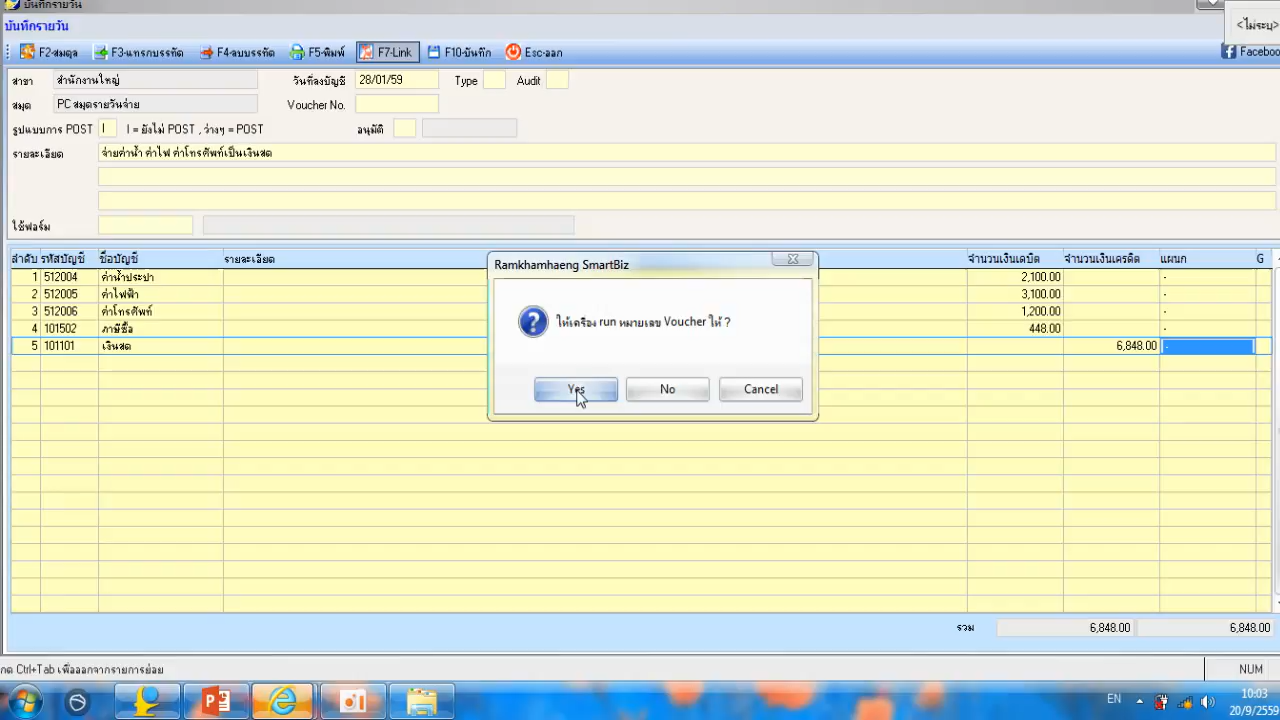 บันทึกรายวัน
<ไม่ระบุ>
บันทึกรายวัน
F2-สมดุล F3-แทรกบรรทัด F4-ลบบรรทัด F5-พิมพ์ F7-Link F10-บันทึก Esc-ออก
สาขา สำนักงานใหญ่ วันที่ลงบัญชี 28/01/59 Type Audit
สมุด PC สมุดรายวันจ่าย Voucher No.
รูปแบบการ POST I I = ยังไม่ POST , ว่างๆ = POST อนุมัติ
รายละเอียด จ่ายค่าน้ำ ค่าไฟ ค่าโทรศัพท์เป็นเงินสด
ใช้ฟอร์ม
ลำดับ รหัสบัญชี ชื่อบัญชี รายละเอียด จำนวนเงินเดบิต จำนวนเงินเครดิต แผนก G
1 512004 ค่าน้ำประปา 2,100.00 -
2 512005 ค่าไฟฟ้า 3,100.00 -
3 512006 ค่าโทรศัพท์ 1,200.00 -
4 101502 ภาษีซื้อ 448.00 -
5 101101 เงินสด 6,848.00 -
Ramkhamhaeng SmartBiz
ให้เครื่อง run หมายเลข Voucher ให้ ?
Yes No Cancel
รวม 6,848.00 6,848.00
กด Ctrl+Tab เพื่อออกจากรายการย่อย NUM
EN 10:03
20/9/2559